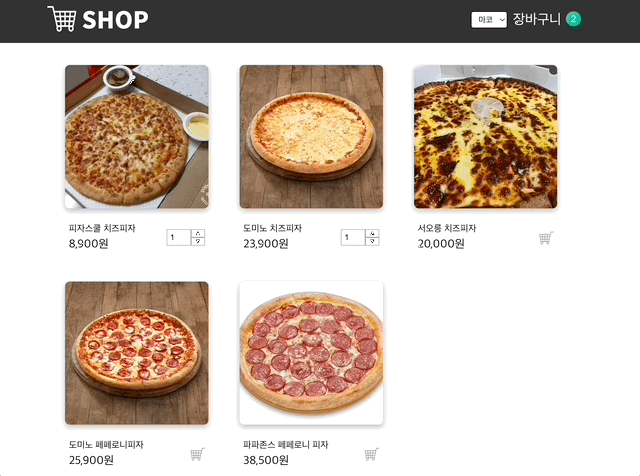 SHOP
마코
장바구니 2
피자스쿨 치즈피자
8,900원
1
도미노 치즈피자
23,900원
1
서오릉 치즈피자
20,000원
도미노 페페로니피자
25,900원
파파존스 페페로니 피자
38,500원